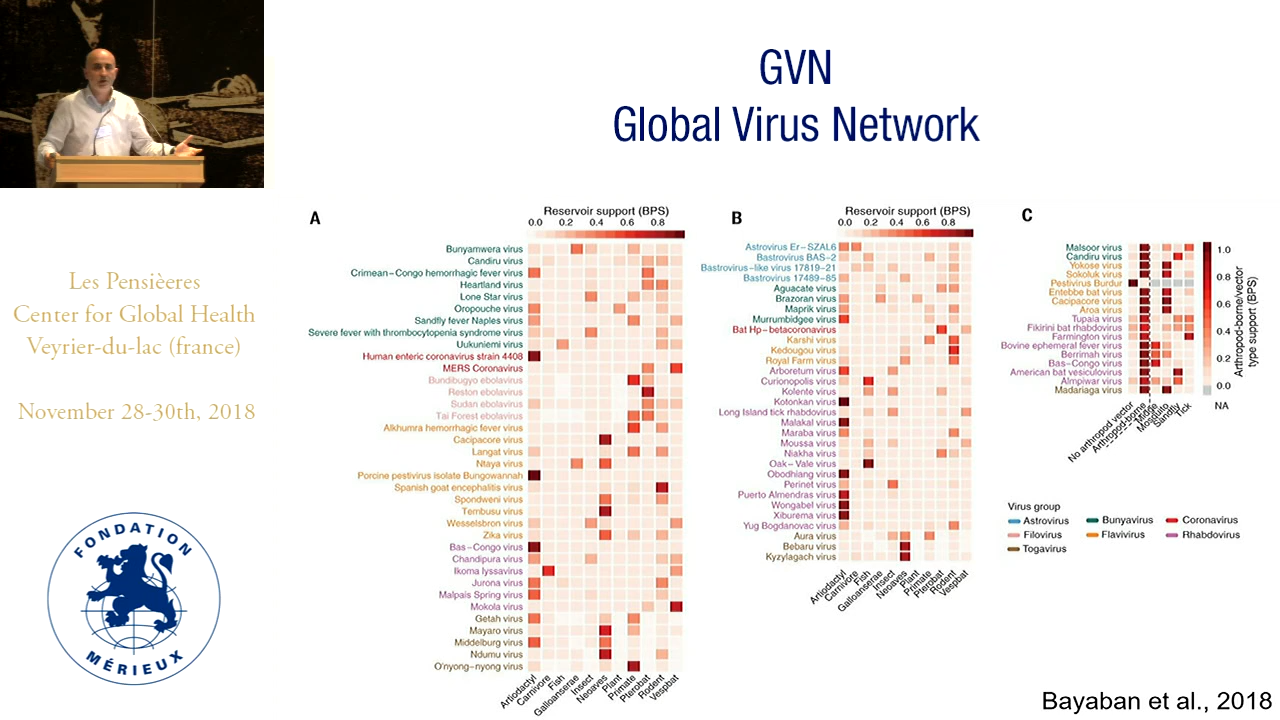 GVN
Global Virus Network
Les Pensièeres
Center for Global Health
Veyrier-du-lac (france)
November 28-30th, 2018
FONDATION
MÉRIEUX
A
Reservoir support (BPS)
0.0 0.2 0.4 0.6 0.8
Bunyamwera virus
Candiru virus
Crimean-Congo hemorrhagic fever virus
Heartland virus
Lone Star virus
Oropouche virus
Sandfly fever Naples virus
Severe fever with thrombocytopenia syndrome virus
Uukuniemi virus
Human enteric coronavirus strain 4408
MERS Coronavirus
Bundibugyo ebolavirus
Reston ebolavirus
Sudan ebolavirus
Tai Forest ebolavirus
Alkhumra hemorrhagic fever virus
Cacipacore virus
Langat virus
Ntaya virus
Porcine pestivirus isolate Bungowannah
Spanish goat encephalitis virus
Spondweni virus
Tembusu virus
Wesselsbron virus
Zika virus
Bas-Congo virus
Chandipura virus
Ikoma lyssavirus
Jurona virus
Malpais Spring virus
Mokola virus
Getah virus
Mayaro virus
Middelburg virus
Ndumu virus
O'nyong-nyong virus
Artiodactyl
Carnivore
Fish
Galloanserae
Insect
Neoaves
Plant
Primate
Pterobat
Rodent
Vespbat
B
Reservoir support (BPS)
0.0 0.2 0.4 0.6 0.8
Astrovirus Er-SZAL6
Bastrovirus BAS-2
Bastrovirus-like virus 17819-21
Bastrovirus 17489-85
Aguacate virus
Brazoran virus
Maprik virus
Murrumbidgee virus
Bat Hp-betacoronavirus
Karshi virus
Kedougou virus
Royal Farm virus
Arboretum virus
Curionopolis virus
Kolente virus
Kotonkan virus
Long Island tick rhabdovirus
Malakal virus
Maraba virus
Moussa virus
Niakha virus
Oak-Vale virus
Obodhiang virus
Perinet virus
Puerto Almendras virus
Wongabel virus
Xiburema virus
Yug Bogdanovac virus
Aura virus
Bebaru virus
Kyzylagach virus
Artiodactyl
Carnivore
Fish
Galloanserae
Insect
Neoaves
Plant
Primate
Pterobat
Rodent
Vespbat
C
Malsoor virus
Candiru virus
Yokose virus
Sokoluk virus
Pestivirus Burdur
Entebbe bat virus
Cacipacore virus
Aroa virus
Tupaia virus
Fikirini bat rhabdovirus
Farmington virus
Bovine ephemeral fever virus
Berrimah virus
Bas-Congo virus
American bat vesiculovirus
Almpiwar virus
Madariaga virus
No arthropod vector
Arthropod-borne
Midge
Mosquito
Sandfly
Tick
1.0
0.8
0.6
0.4
0.2
0.0
NA
Arthropod-borne/vector
type support (BPS)
Virus group
Astrovirus Bunyavirus Coronavirus
Filovirus Flavivirus Rhabdovirus
Togavirus
Bayaban et al., 2018